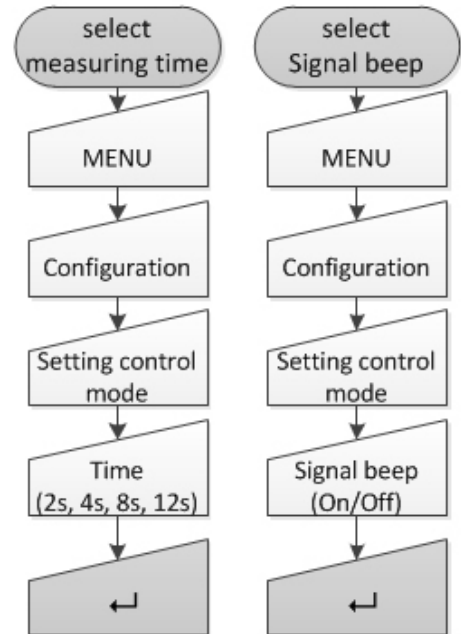 select
measuring time
MENU
Configuration
Setting control
mode
Time
(2s, 4s, 8s, 12s)
↵
select
Signal beep
MENU
Configuration
Setting control
mode
Signal beep
(On/Off)
↵